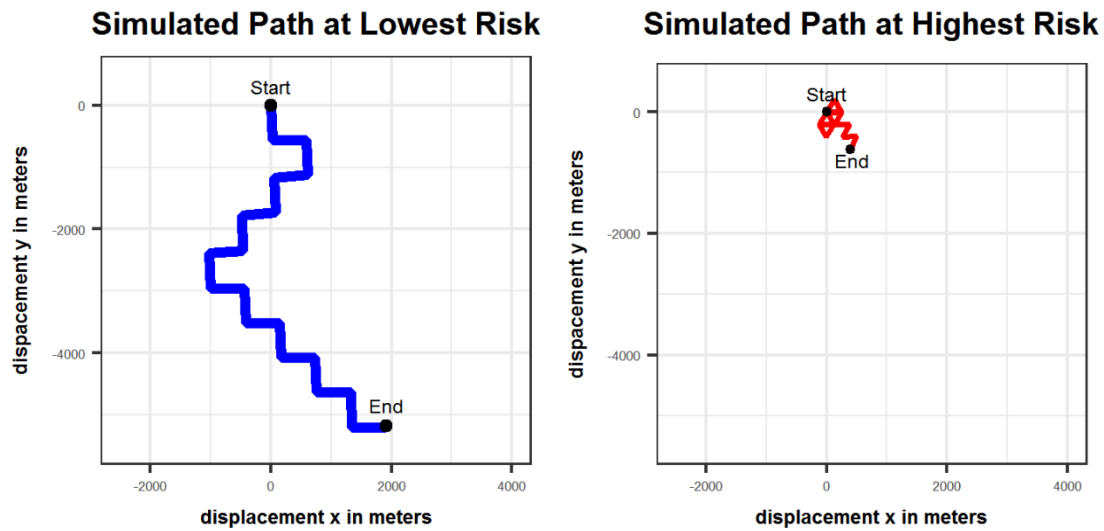 Simulated Path at Lowest Risk
Start
End
0
-2000
-4000
-2000
0
2000
4000
displacement x in meters
dispacement y in meters
Simulated Path at Highest Risk
Start
End
0
-2000
-4000
-2000
0
2000
4000
displacement x in meters
dispacement y in meters